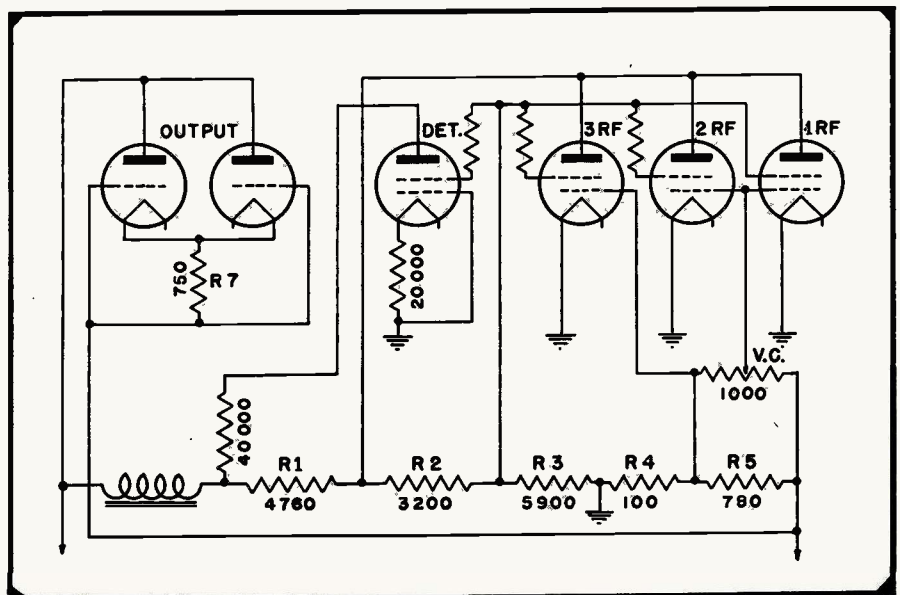 OUTPUT
DET.
3RF
2RF
1RF
750
R7
20000
V.C.
1000
40000
R1
R2
R3
R4
R5
4760
3200
5900
100
780